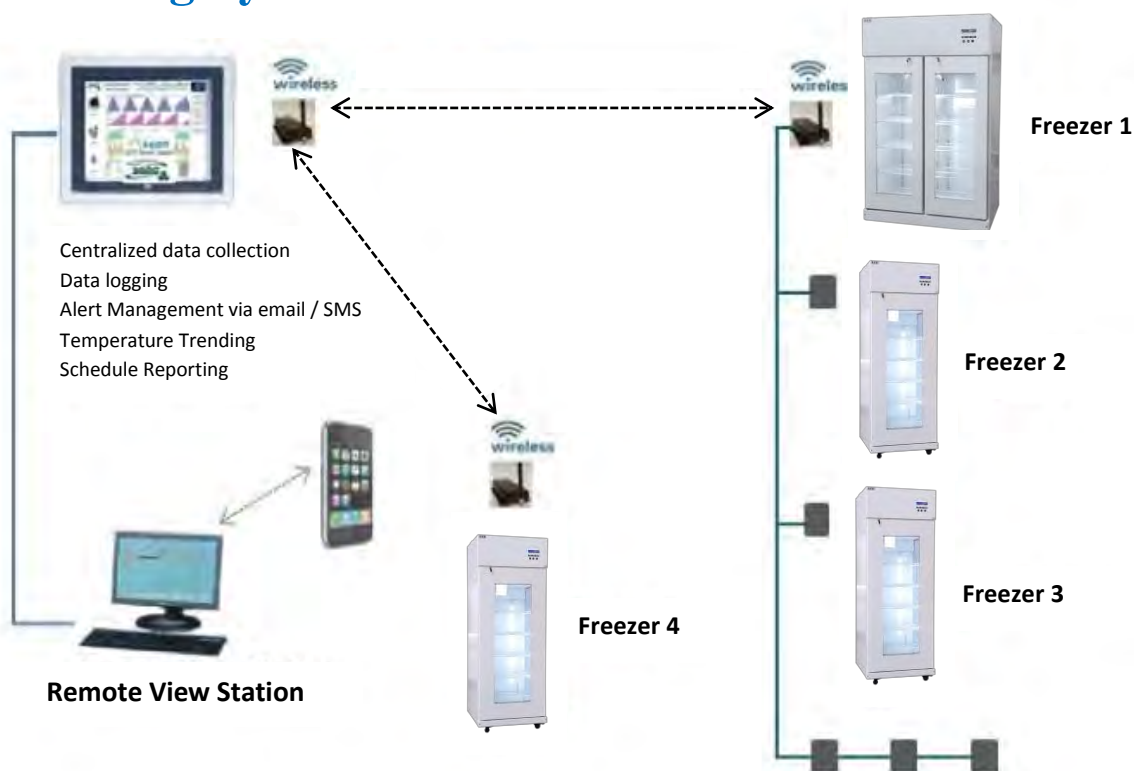 wireless
wireles
Freezer 1
Centralized data collection
Data logging
Alert Management via email / SMS
Temperature Trending
Schedule Reporting
Freezer 2
wireless
Freezer 3
Freezer 4
Remote View Station